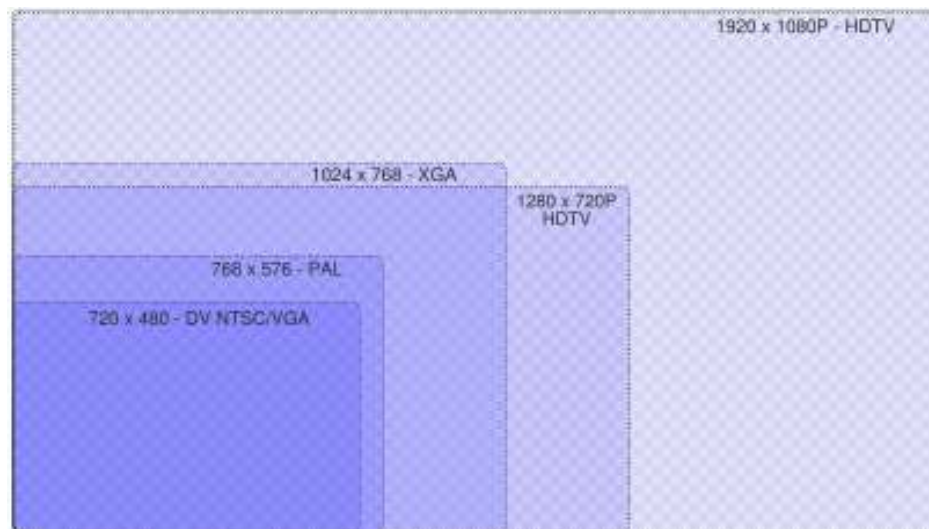 1920 x 1080P - HDTV
1024 x 768 - XGA
1280 x 720P
HDTV
768 x 576 - PAL
720 x 480 - DV NTSC/VGA